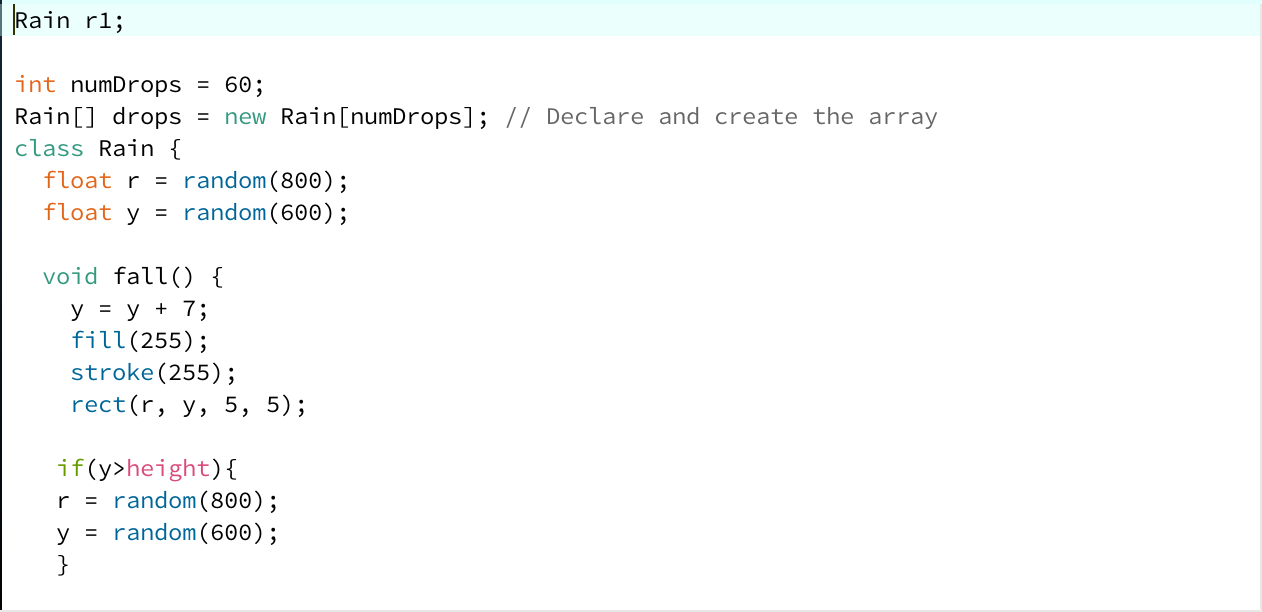 Rain r1;
int numDrops = 60;
Rain[] drops = new Rain[numDrops]; // Declare and create the array
class Rain {
  float r = random(800);
  float y = random(600);
  void fall() {
    y = y + 7;
    fill(255);
    stroke(255);
    rect(r, y, 5, 5);
   if(y>height){
   r = random(800);
   y = random(600);
   }